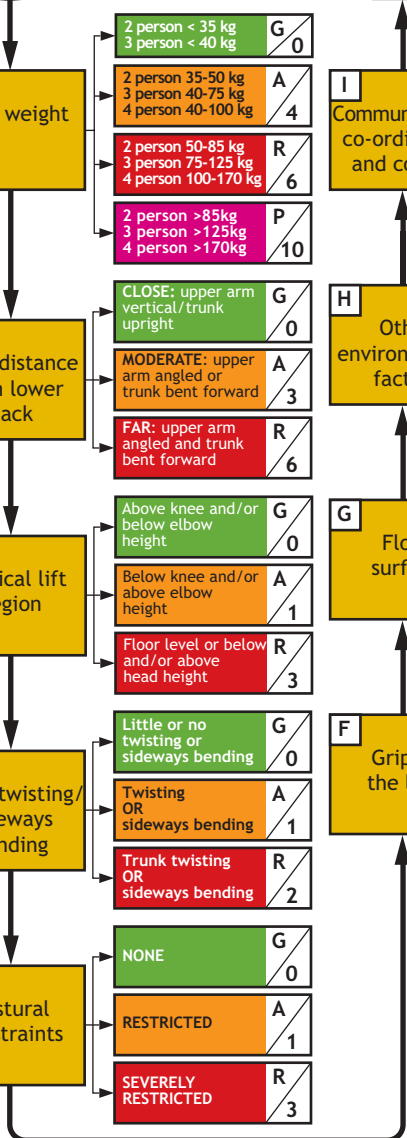 weight
2 person < 35 kg
3 person < 40 kg
G
0
2 person 35-50 kg
3 person 40-75 kg
4 person 40-100 kg
A
4
2 person 50-85 kg
3 person 75-125 kg
4 person 100-170 kg
R
6
2 person >85kg
3 person >125kg
4 person >170kg
P
10
distance
lower
ack
CLOSE: upper arm
vertical/trunk
upright
G
0
MODERATE: upper
arm angled or
trunk bent forward
A
3
FAR: upper arm
angled and trunk
bent forward
R
6
ical lift
egion
Above knee and/or
below elbow
height
G
0
Below knee and/or
above elbow
height
A
1
Floor level or below
and/or above
head height
R
3
twisting/
eways
nding
Little or no
twisting or
sideways bending
G
0
Twisting
OR
sideways bending
A
1
Trunk twisting
OR
sideways bending
R
2
stural
traints
NONE
G
0
RESTRICTED
A
1
SEVERELY
RESTRICTED
R
3
I
Commun
co-ordi
and co
H
Oth
environ
fact
G
Flo
surf
F
Grip
the l